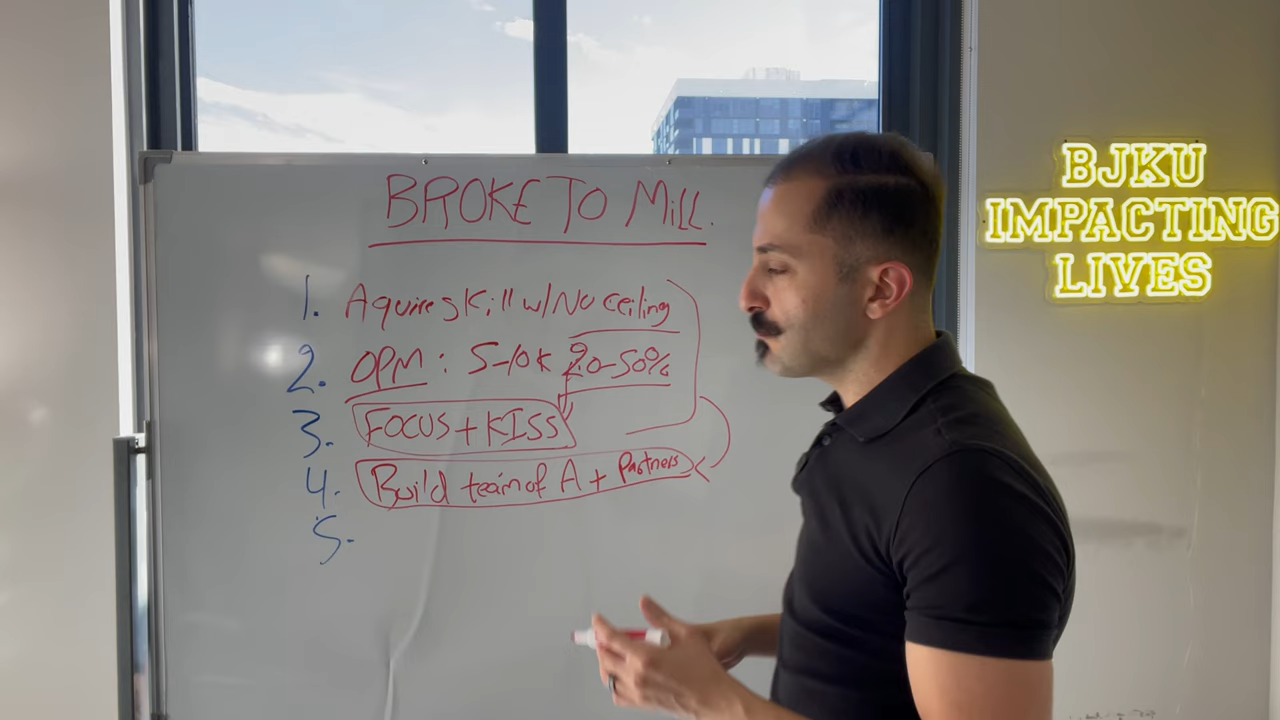 BROKE TO MiLL.
1. Aquire skill w/No ceiling
2. OPM: 5-10K 20-50%
3. FOCUS + KISS
4. Build team of A + Partners
5.
BJKU
IMPACTING
LIVES